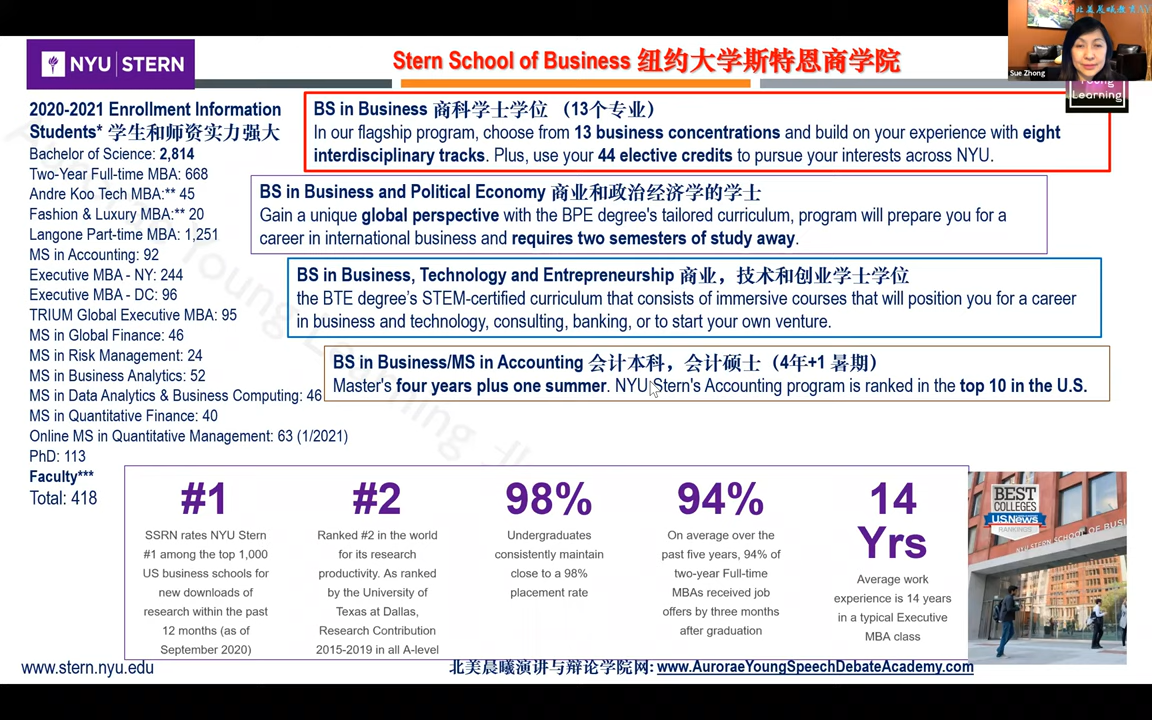 北美晨曦教育
Sue Zhong
Young
Learning
NYU STERN
Stern School of Business 纽约大学斯特恩商学院
2020-2021 Enrollment Information
Students* 学生和师资实力强大
Bachelor of Science: 2,814
Two-Year Full-time MBA: 668
Andre Koo Tech MBA:** 45
Fashion & Luxury MBA:** 20
Langone Part-time MBA: 1,251
MS in Accounting: 92
Executive MBA - NY: 244
Executive MBA - DC: 96
TRIUM Global Executive MBA: 95
MS in Global Finance: 46
MS in Risk Management: 24
MS in Business Analytics: 52
MS in Data Analytics & Business Computing: 46
MS in Quantitative Finance: 40
Online MS in Quantitative Management: 63 (1/2021)
PhD: 113
Faculty***
Total: 418
BS in Business 商科学士学位 （13个专业）
In our flagship program, choose from 13 business concentrations and build on your experience with eight
interdisciplinary tracks. Plus, use your 44 elective credits to pursue your interests across NYU.
BS in Business and Political Economy 商业和政治经济学的学士
Gain a unique global perspective with the BPE degree's tailored curriculum, program will prepare you for a
career in international business and requires two semesters of study away.
BS in Business, Technology and Entrepreneurship 商业，技术和创业学士学位
the BTE degree's STEM-certified curriculum that consists of immersive courses that will position you for a career
in business and technology, consulting, banking, or to start your own venture.
BS in Business/MS in Accounting 会计本科，会计硕士（4年+1 暑期）
Master's four years plus one summer. NYU Stern's Accounting program is ranked in the top 10 in the U.S.
#1
SSRN rates NYU Stern
#1 among the top 1,000
US business schools for
new downloads of
research within the past
12 months (as of
September 2020)
#2
Ranked #2 in the world
for its research
productivity. As ranked
by the University of
Texas at Dallas,
Research Contribution
2015-2019 in all A-level
98%
Undergraduates
consistently maintain
close to a 98%
placement rate
94%
On average over the
past five years, 94% of
two-year Full-time
MBAs received job
offers by three months
after graduation
14
Yrs
Average work
experience is 14 years
in a typical Executive
MBA class
BEST
COLLEGES
U.S.News
RANKINGS
NYU STERN SCHOOL OF BUSI
www.stern.nyu.edu
北美晨曦演讲与辩论学院网: www.AuroraeYoungSpeechDebateAcademy.com